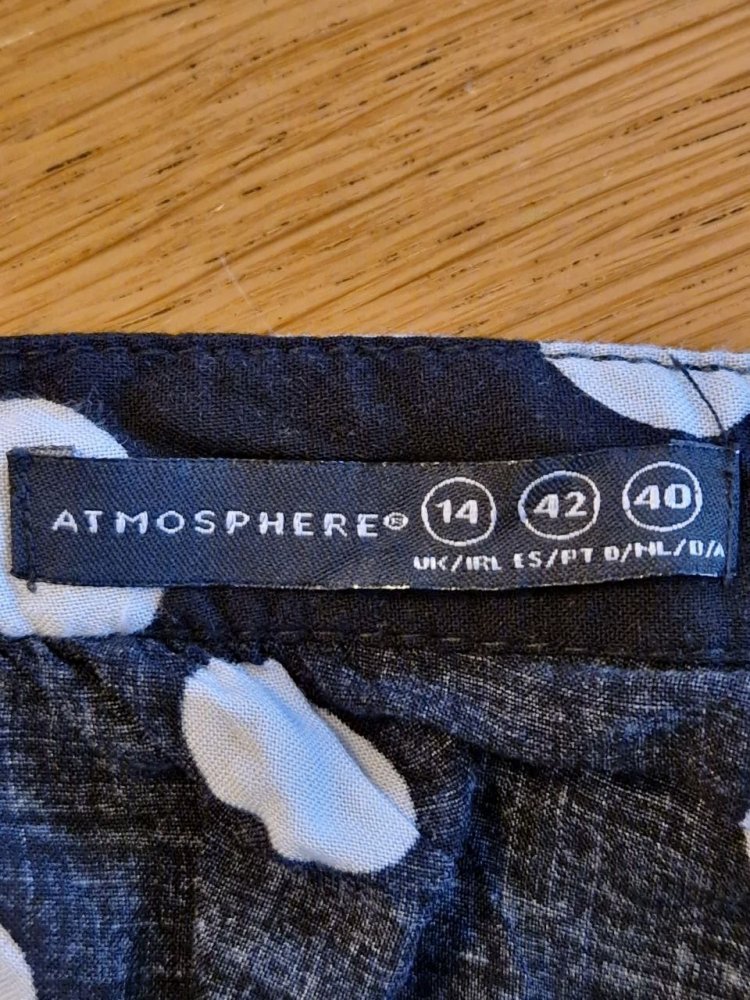 ATMOSPHERE® 14 42 40
UK/IRL ES/PT D/NL/B/A